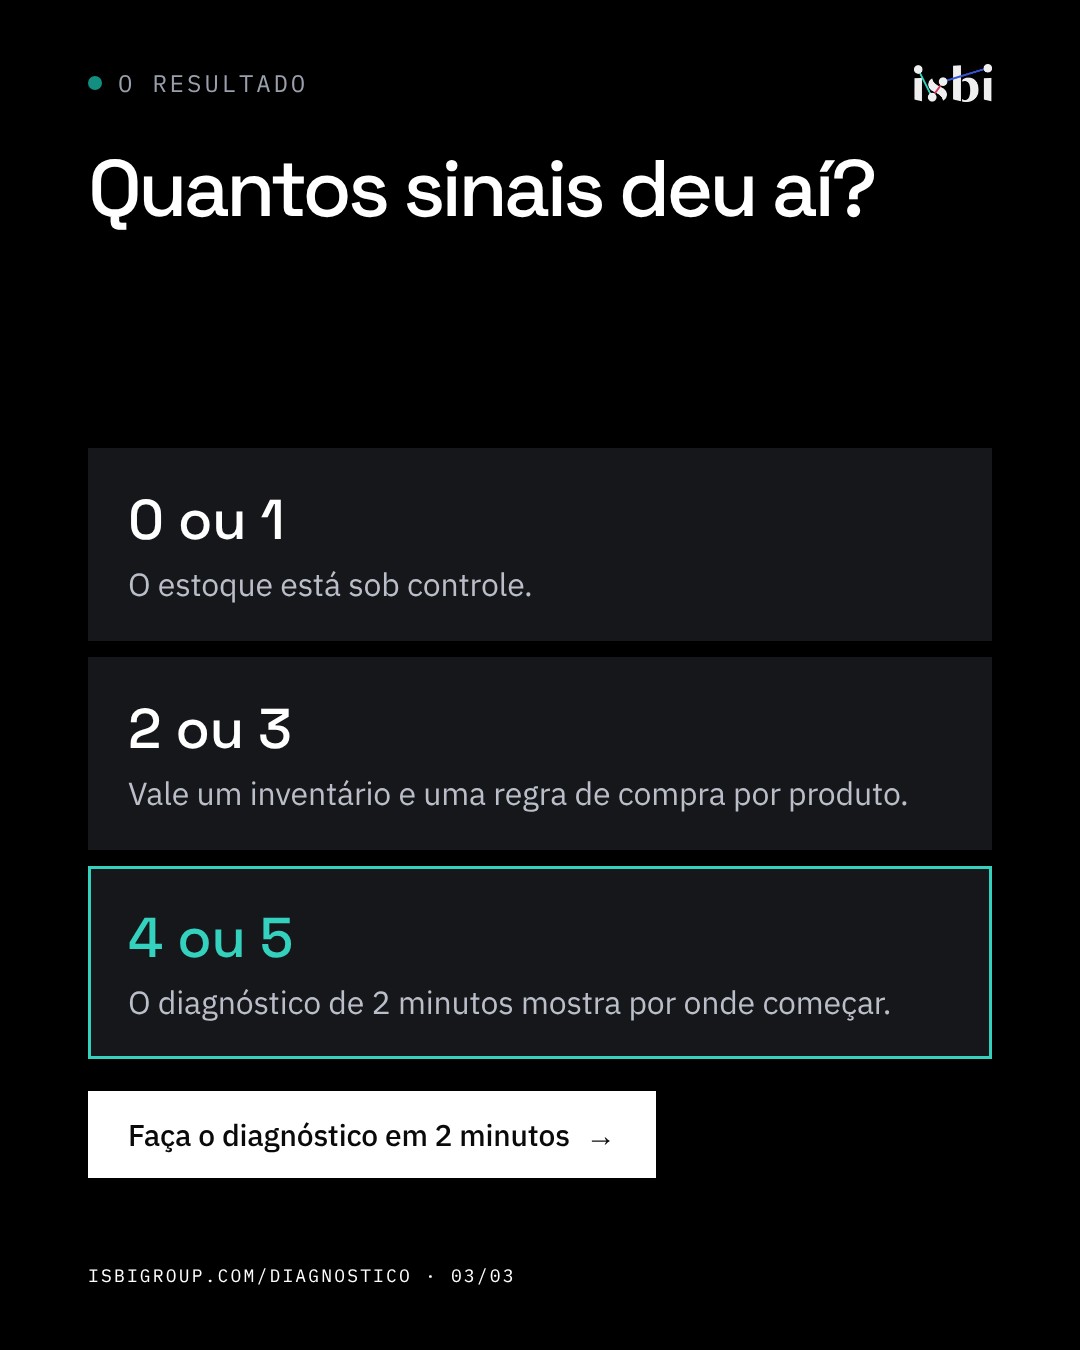 O RESULTADO
isbi
Quantos sinais deu aí?
0 ou 1
O estoque está sob controle.
2 ou 3
Vale um inventário e uma regra de compra por produto.
4 ou 5
O diagnóstico de 2 minutos mostra por onde começar.
Faça o diagnóstico em 2 minutos →
ISBIGROUP.COM/DIAGNOSTICO · 03/03